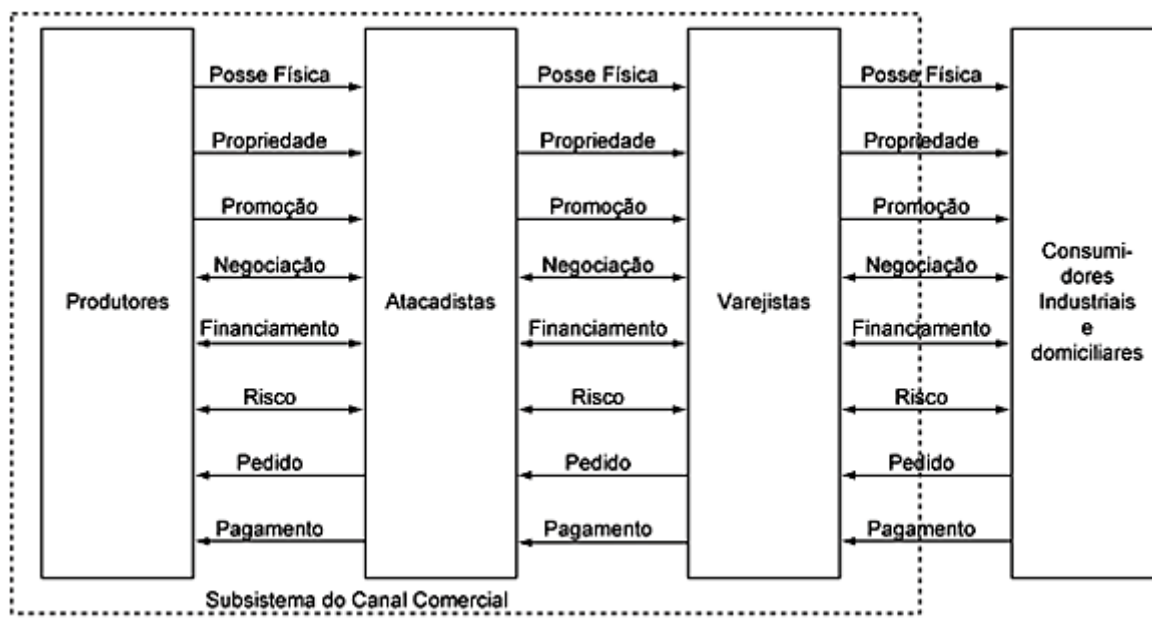 Posse Física Posse Física Posse Física
Propriedade Propriedade Propriedade
Promoção Promoção Promoção
Negociação Negociação Negociação
Produtores Atacadistas Varejistas
Consumi-
dores
Industriais
e
domiciliares
Financiamento Financiamento Financiamento
Risco Risco Risco
Pedido Pedido Pedido
Pagamento Pagamento Pagamento
Subsistema do Canal Comercial